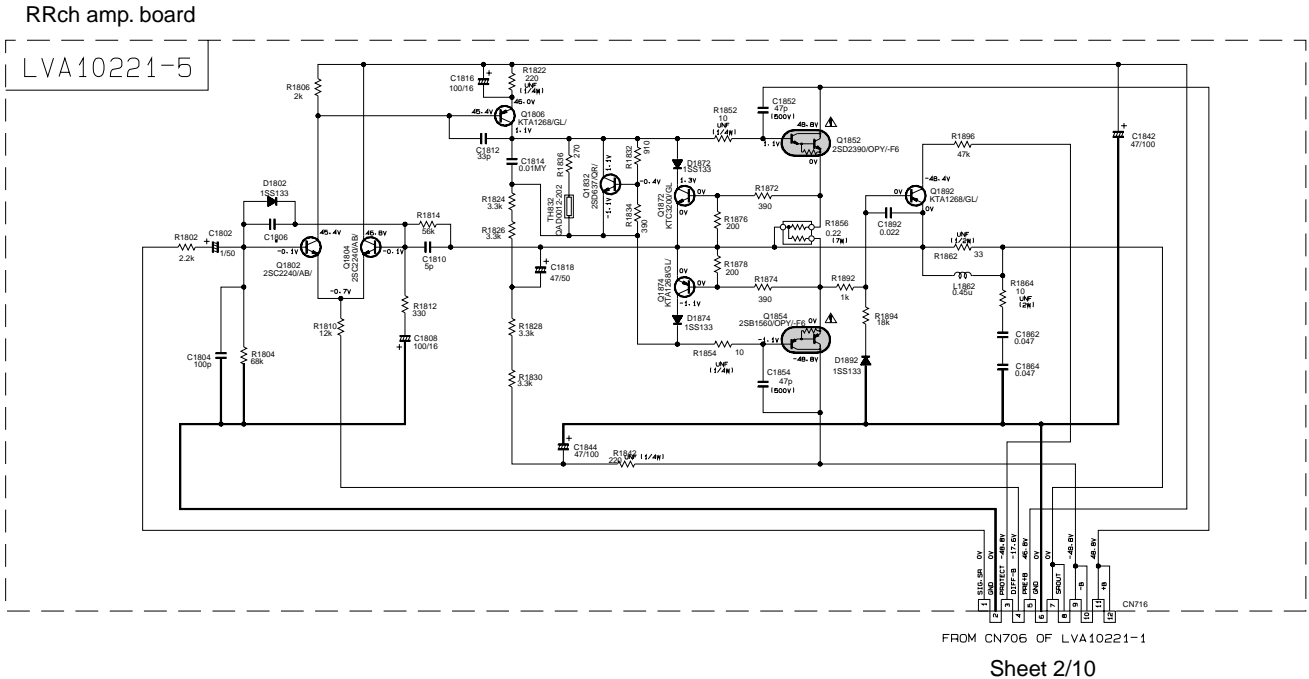 RRch amp. board
LVA10221-5
R1806
2k
C1816
100/16
R1822
220
UNF
(1/4W)
45.0V
45.4V
Q1806
KTA1268/GL/
1.1V
C1812
33p
C1814
0.01MY
R1836
270
TH832
QAD0012-202
Q1832
2SD637/QR/
1.1V
-1.1V
R1832
910
-0.4V
R1834
390
D1872
1SS133
1.3V
Q1872
KTC3200/GL
0V
0V
R1852
10
UNF
(1/4W)
C1852
47p
(500V)
48.8V
1.1V
Q1852
2SD2390/OPY/-F6
0V
R1872
390
R1876
200
R1856
0.22
(7W)
R1896
47k
-48.4V
Q1892
KTA1268/GL/
0V
0V
C1892
0.022
C1842
47/100
D1802
1SS133
C1806
R1802
2.2k
C1802
1/50
-0.1V
45.4V
Q1802
2SC2240/AB/
Q1804
2SC2240/AB/
46.8V
-0.1V
-0.7V
R1814
56k
C1810
5p
R1824
3.3k
R1826
3.3k
C1818
47/50
R1812
330
C1808
100/16
R1810
12k
C1804
100p
R1804
68k
R1828
3.3k
R1830
3.3k
0V
Q1874
KTA1268/GL/
0V
-1.1V
D1874
1SS133
R1878
200
R1874
390
R1892
1k
Q1854
2SB1560/OPY/-F6
0V
-1.1V
-48.8V
R1854
10
UNF
(1/4W)
C1854
47p
(500V)
R1894
18k
D1892
1SS133
UNF
(1/2W)
R1862
33
L1862
0.45u
R1864
10
UNF
(2W)
C1862
0.047
C1864
0.047
C1844
47/100
R1842
220
UNF (1/4W)
SIG.SR 0V
GND 0V
PROTECT -48.8V
DIFF-B -17.6V
PRE+B 46.8V
GND 0V
SROUT 0V
-B -48.8V
+B 48.8V
1
2
3
4
5
6
7
8
9
10
11
12
CN716
FROM CN706 OF LVA10221-1
Sheet 2/10